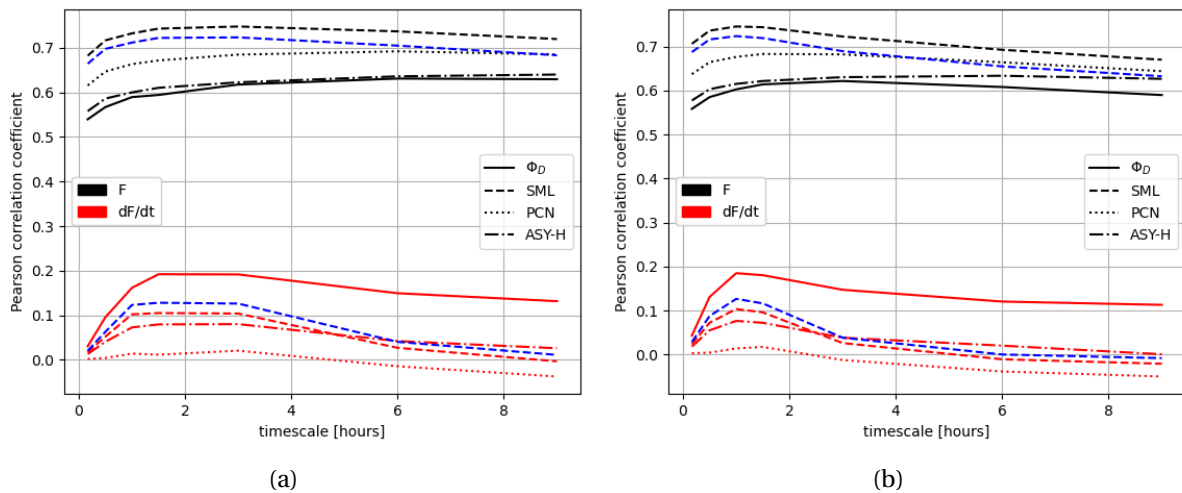 Pearson correlation coefficient
0.7
0.6
0.5
0.4
0.3
0.2
0.1
0.0
F
dF/dt
Φ_D
SML
PCN
ASY-H
0 2 4 6 8
timescale [hours]
(a)
Pearson correlation coefficient
0.7
0.6
0.5
0.4
0.3
0.2
0.1
0.0
F
dF/dt
Φ_D
SML
PCN
ASY-H
0 2 4 6 8
timescale [hours]
(b)